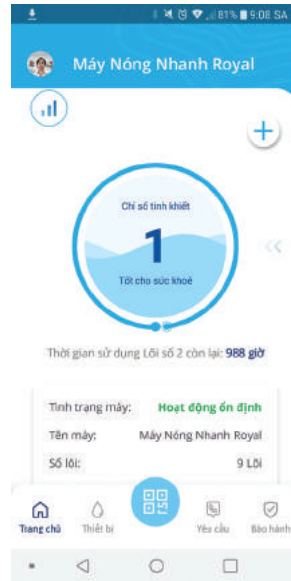 81% 9:08 SA
Máy Nóng Nhanh Royal
Chỉ số tinh khiết
1
Tốt cho sức khoẻ
Thời gian sử dụng Lõi số 2 còn lại: 988 giờ
Tình trạng máy: Hoạt động ổn định
Tên máy: Máy Nóng Nhanh Royal
Số lõi: 9 Lõi
Trang chủ Thiết bị Yêu cầu Bảo hành